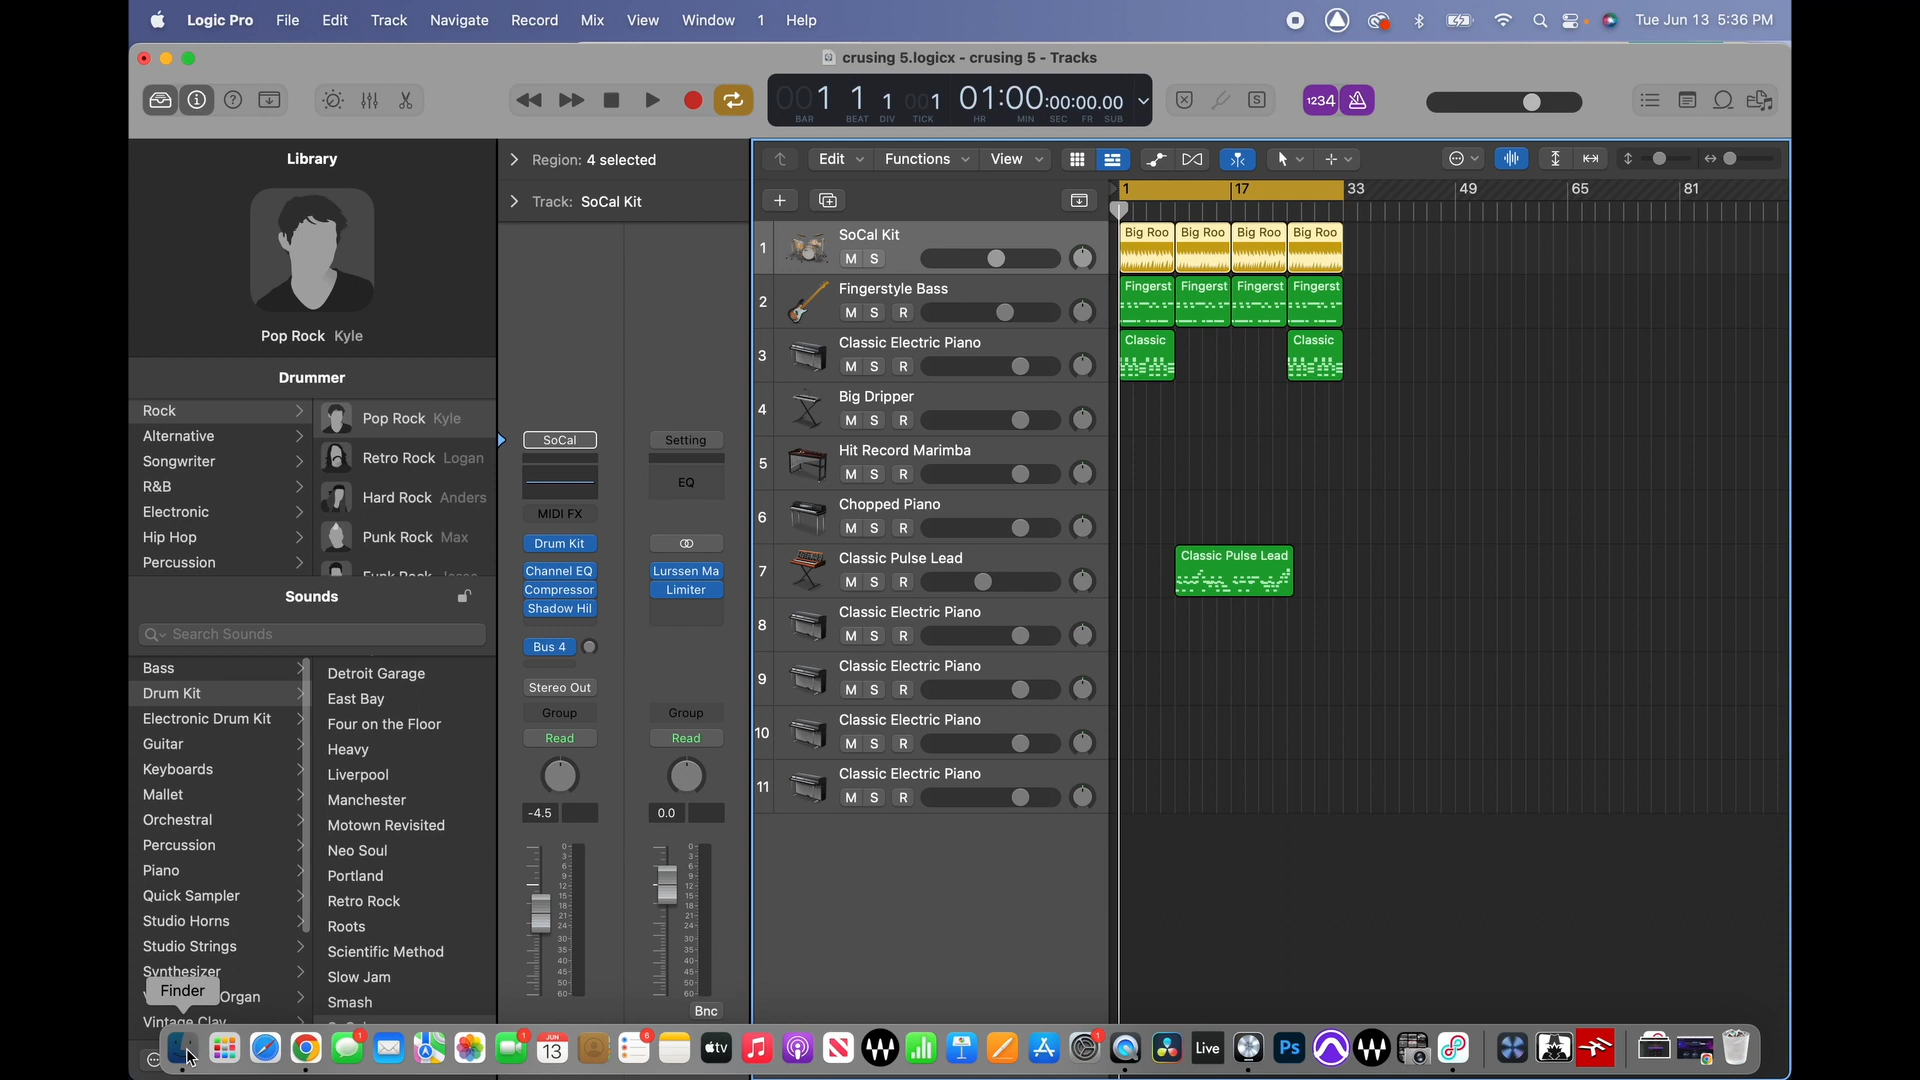 Logic Pro File Edit Track Navigate Record Mix View Window 1 Help Tue Jun 13 5:36 PM
crusing 5.logicx - crusing 5 - Tracks
001 1 1 001 01:00:00:00.00
BAR BEAT DIV TICK HR MIN SEC FR SUB
1234
Library
Pop Rock Kyle
Drummer
Rock
Alternative
Songwriter
R&B
Electronic
Hip Hop
Percussion
Pop Rock Kyle
Retro Rock Logan
Hard Rock Anders
Punk Rock Max
Sounds
Search Sounds
Bass
Drum Kit
Electronic Drum Kit
Guitar
Keyboards
Mallet
Orchestral
Percussion
Piano
Quick Sampler
Studio Horns
Studio Strings
Synthesizer
Organ
Vintage Clav
Detroit Garage
East Bay
Four on the Floor
Heavy
Liverpool
Manchester
Motown Revisited
Neo Soul
Portland
Retro Rock
Roots
Scientific Method
Slow Jam
Smash
Finder
Region: 4 selected
Track: SoCal Kit
SoCal
MIDI FX
Drum Kit
Channel EQ
Compressor
Shadow Hil
Bus 4
Stereo Out
Group
Read
-4.5
Setting
EQ
Lurssen Ma
Limiter
Group
Read
0.0
Bnc
Edit Functions View
1 17 33 49 65 81
1 SoCal Kit
M S
2 Fingerstyle Bass
M S R
3 Classic Electric Piano
M S R
4 Big Dripper
M S R
5 Hit Record Marimba
M S R
6 Chopped Piano
M S R
7 Classic Pulse Lead
M S R
8 Classic Electric Piano
M S R
9 Classic Electric Piano
M S R
10 Classic Electric Piano
M S R
11 Classic Electric Piano
M S R
Big Roo Big Roo Big Roo Big Roo
Fingerst Fingerst Fingerst Fingerst
Classic Classic
Classic Pulse Lead
1 1 JUN 13 6 tv 1 Live Ps